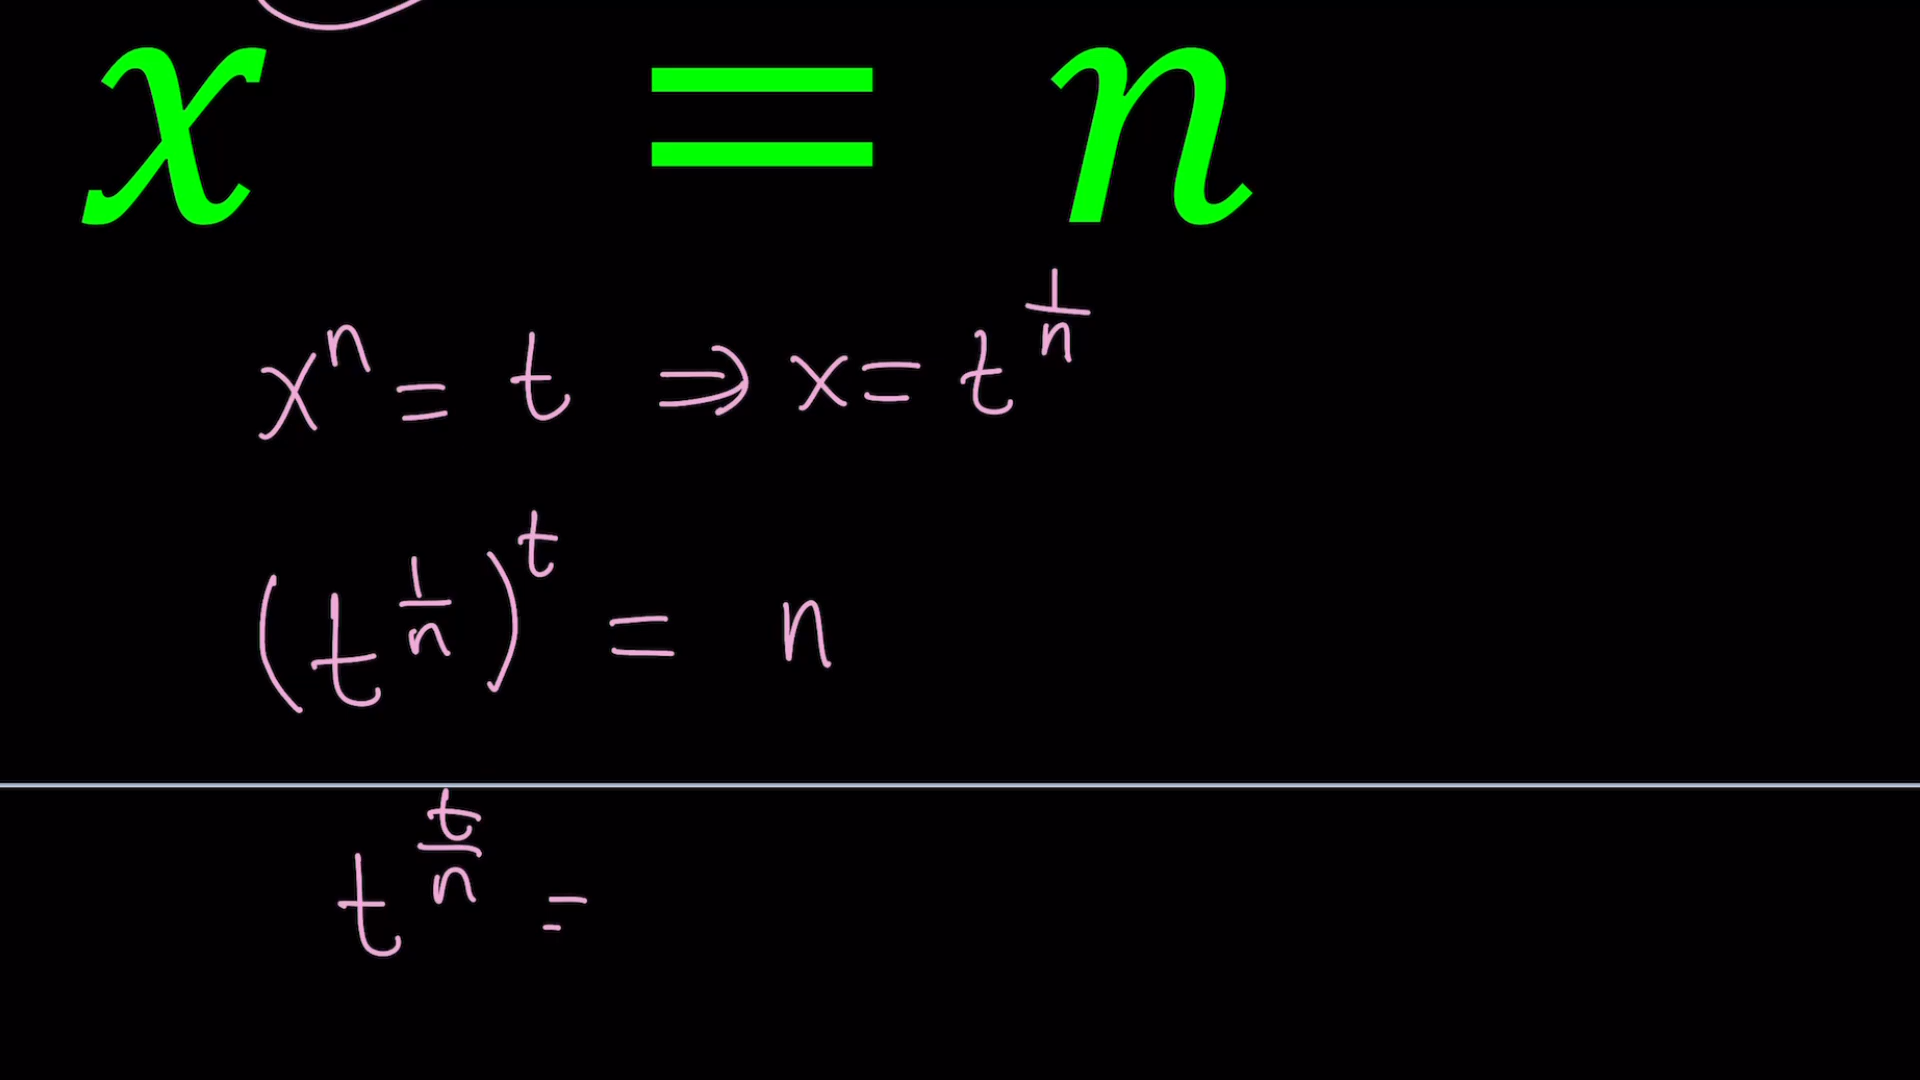 x = n
xⁿ = t ⇒ x = t^(1/n)
(t^(1/n))^t = n
t^(t/n) =